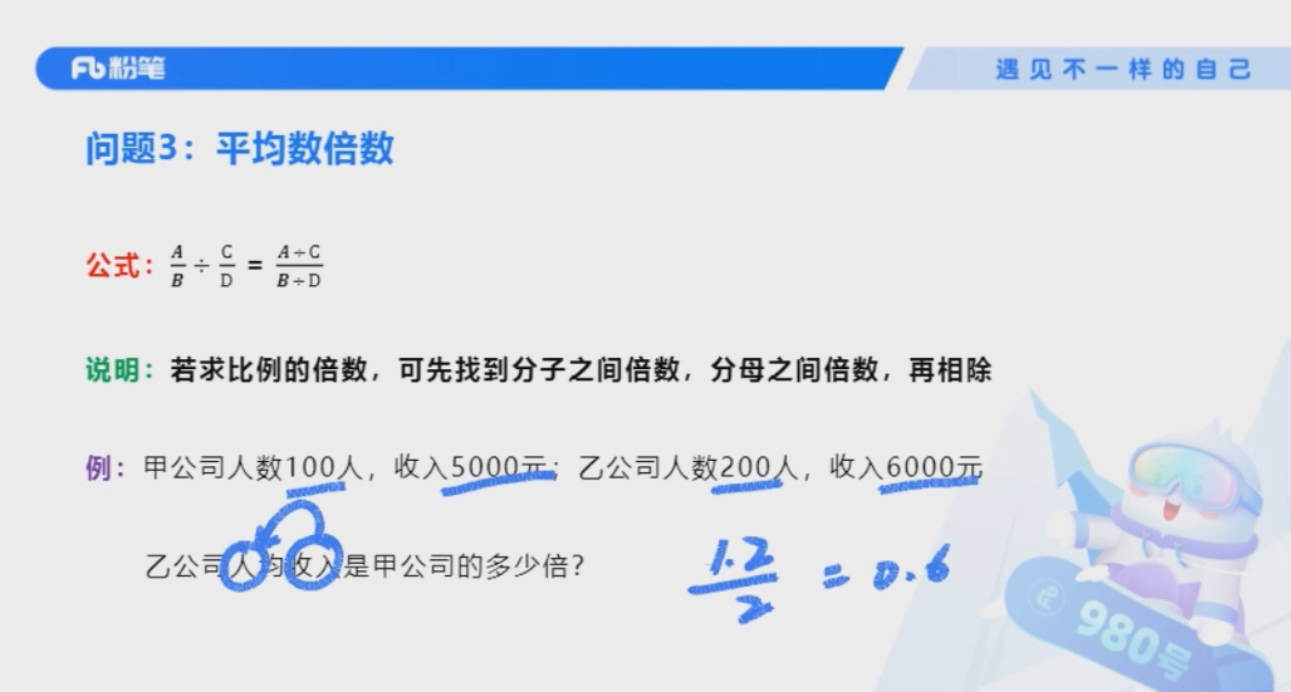 粉笔
遇见不一样的自己
问题3：平均数倍数
公式：A/B ÷ C/D = A÷C/B÷D
说明：若求比例的倍数，可先找到分子之间倍数，分母之间倍数，再相除
例：甲公司人数100人，收入5000元；乙公司人数200人，收入6000元
乙公司人均收入是甲公司的多少倍？
1.2/2 = 0.6
980号